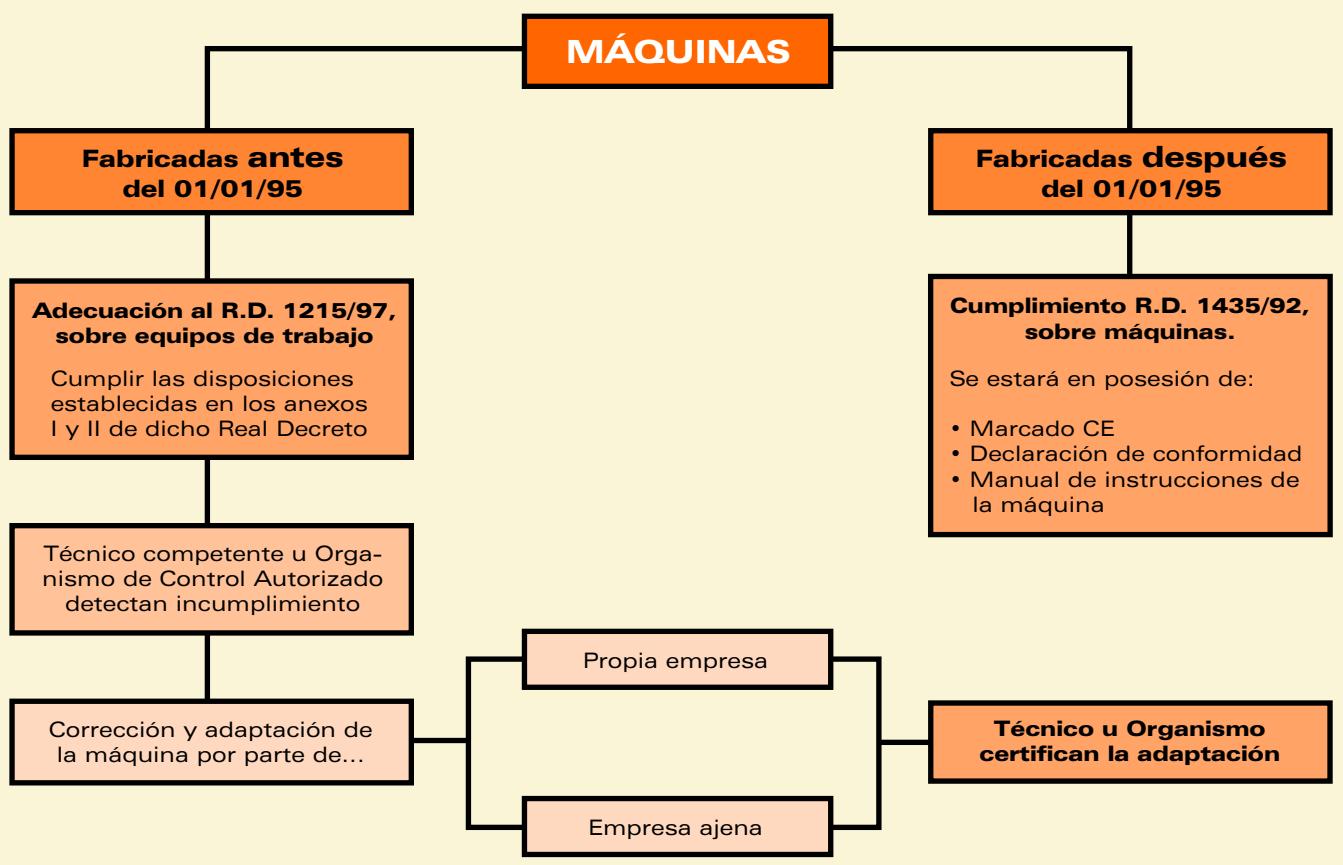 MÁQUINAS
Fabricadas antes
del 01/01/95
Adecuación al R.D. 1215/97,
sobre equipos de trabajo
Cumplir las disposiciones
establecidas en los anexos
I y II de dicho Real Decreto
Técnico competente u Orga-
nismo de Control Autorizado
detectan incumplimiento
Corrección y adaptación de
la máquina por parte de...
Propia empresa
Empresa ajena
Técnico u Organismo
certifican la adaptación
Fabricadas después
del 01/01/95
Cumplimiento R.D. 1435/92,
sobre máquinas.
Se estará en posesión de:
• Marcado CE
• Declaración de conformidad
• Manual de instrucciones de
la máquina